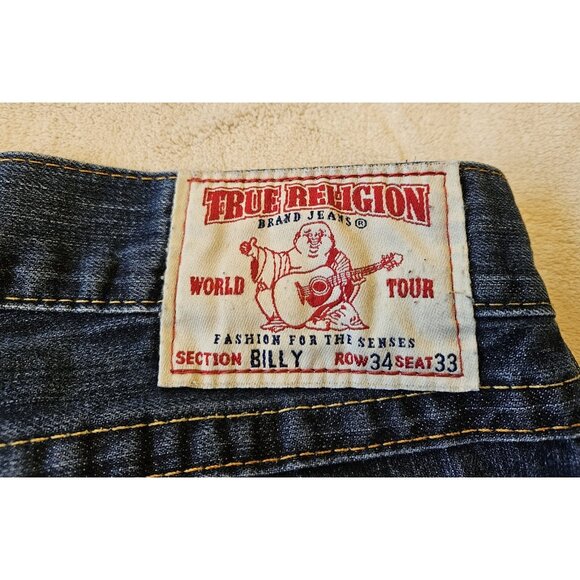 TRUE RELIGION
BRAND JEANS®
WORLD TOUR
FASHION FOR THE SENSES
SECTION BILLY ROW 34 SEAT 33